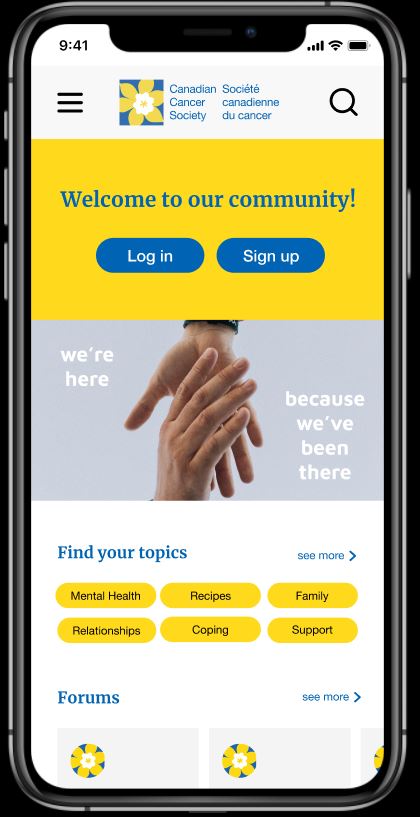 9:41
Canadian Société
Cancer canadienne
Society du cancer
Welcome to our community!
Log in Sign up
we're
here
because
we've
been
there
Find your topics see more
Mental Health Recipes Family
Relationships Coping Support
Forums see more